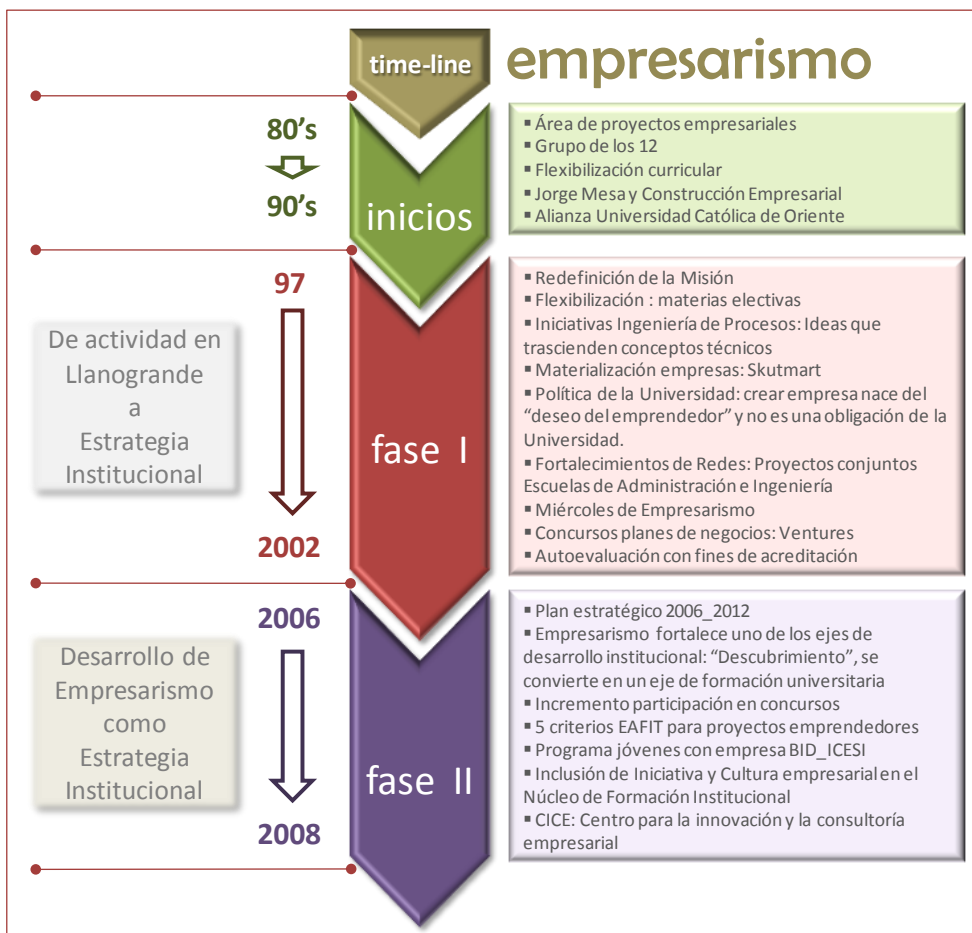 time-line
empresarismo
80's
90's
inicios
▪ Área de proyectos empresariales
▪ Grupo de los 12
▪ Flexibilización curricular
▪ Jorge Mesa y Construcción Empresarial
▪ Alianza Universidad Católica de Oriente
De actividad en
Llanogrande
a
Estrategia
Institucional
97
2002
fase I
▪ Redefinición de la Misión
▪ Flexibilización : materias electivas
▪ Iniciativas Ingeniería de Procesos: Ideas que
trascienden conceptos técnicos
▪ Materialización empresas: Skutmart
▪ Política de la Universidad: crear empresa nace del
“deseo del emprendedor” y no es una obligación de la
Universidad.
▪ Fortalecimientos de Redes: Proyectos conjuntos
Escuelas de Administración e Ingeniería
▪ Miércoles de Empresarismo
▪ Concursos planes de negocios: Ventures
▪ Autoevaluación con fines de acreditación
Desarrollo de
Empresarismo
como
Estrategia
Institucional
2006
2008
fase II
▪ Plan estratégico 2006_2012
▪ Empresarismo fortalece uno de los ejes de
desarrollo institucional: “Descubrimiento”, se
convierte en un eje de formación universitaria
▪ Incremento participación en concursos
▪ 5 criterios EAFIT para proyectos emprendedores
▪ Programa jóvenes con empresa BID_ICESI
▪ Inclusión de Iniciativa y Cultura empresarial en el
Núcleo de Formación Institucional
▪ CICE: Centro para la innovación y la consultoría
empresarial